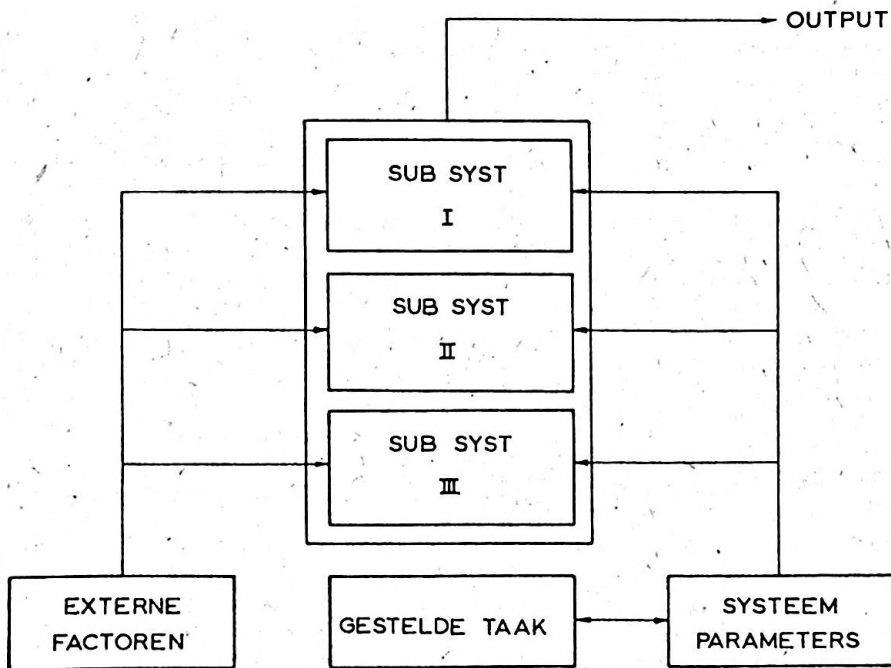 OUTPUT
SUB SYST
I
SUB SYST
II
SUB SYST
III
EXTERNE
FACTOREN
GESTELDE TAAK
SYSTEEM
PARAMETERS